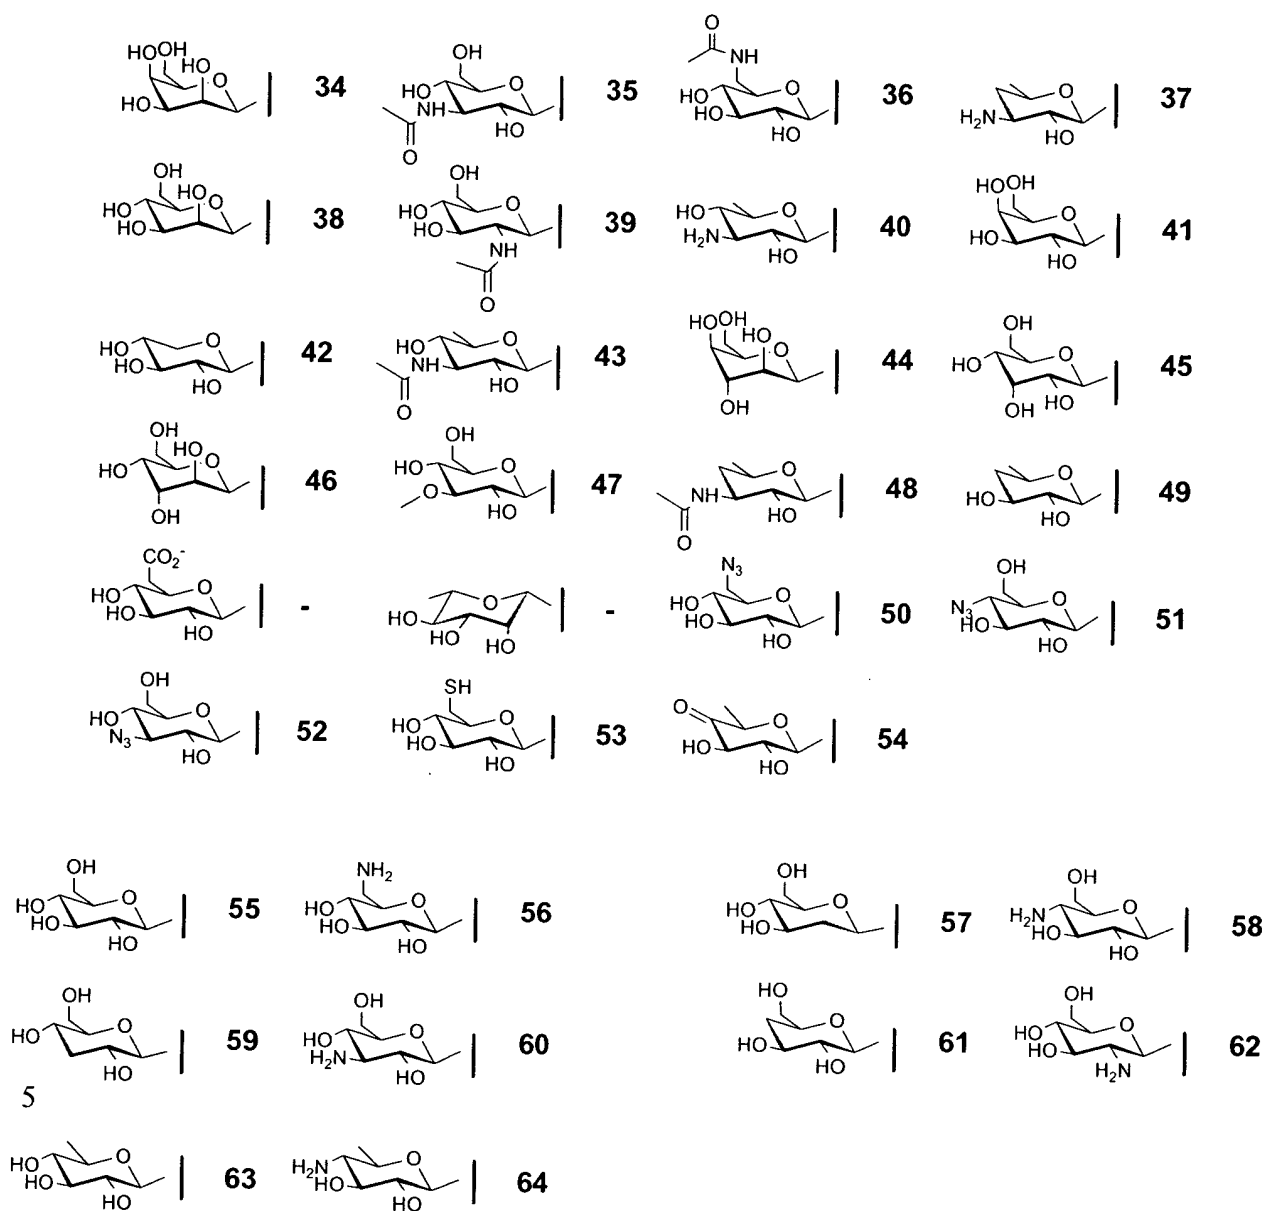 HO OH HO O HO | 34
OH HO O NH HO O | 35
O NH O HO HO HO | 36
O H2N HO | 37
OH HO O HO HO | 38
OH HO O HO NH O | 39
HO O H2N HO | 40
HO OH O HO HO | 41
HO O HO HO | 42
HO O NH HO O | 43
HO OH HO O OH | 44
OH HO O OH HO | 45
OH HO O HO OH | 46
OH HO O O HO | 47
O NH HO O | 48
O HO HO | 49
CO2- HO O HO HO | -
O HO HO HO | -
N3 HO O HO HO | 50
OH N3 O HO HO | 51
OH HO O N3 HO | 52
SH HO O HO HO | 53
O O HO HO | 54
OH HO O HO HO | 55
NH2 HO O HO HO | 56
OH HO O HO | 57
OH H2N O HO HO | 58
OH HO O HO | 59
OH HO O H2N HO | 60
HO O HO HO | 61
OH HO O HO H2N | 62
5
HO O HO HO | 63
H2N O HO HO | 64